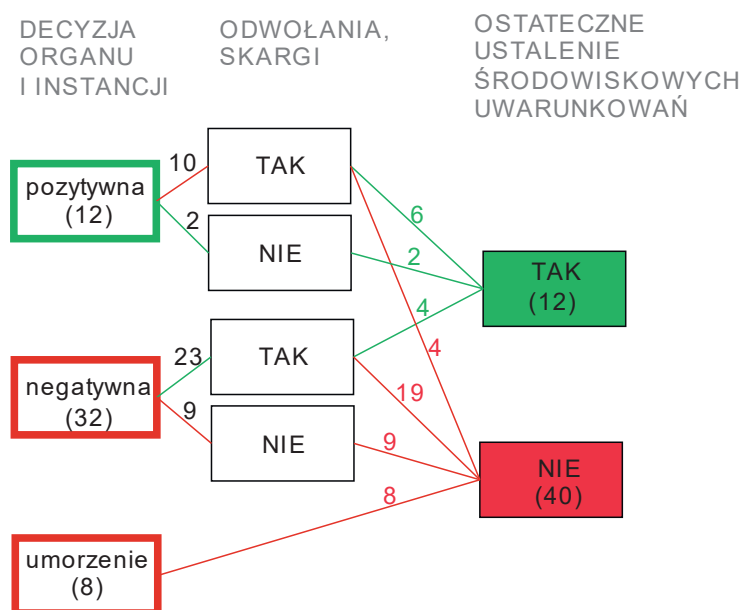 DECYZJA
ORGANU
I INSTANCJI
ODWOŁANIA,
SKARGI
OSTATECZNE
USTALENIE
ŚRODOWISKOWYCH
UWARUNKOWAŃ
pozytywna
(12)
10
2
TAK
NIE
negatywna
(32)
23
9
TAK
NIE
umorzenie
(8)
6
2
4
4
19
9
8
TAK
(12)
NIE
(40)